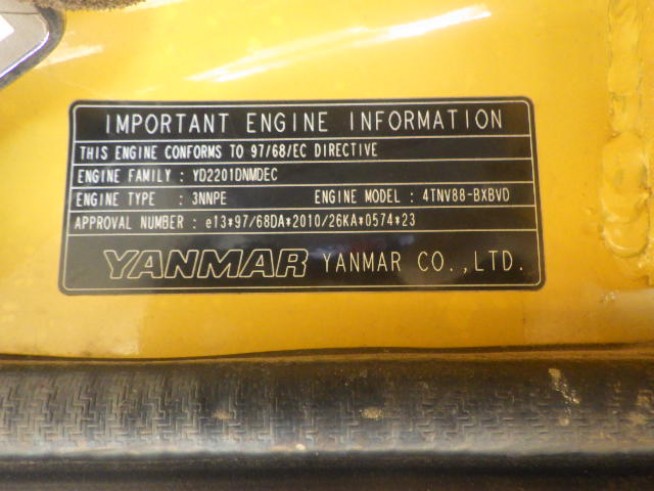 IMPORTANT ENGINE INFORMATION
THIS ENGINE CONFORMS TO 97/68/EC DIRECTIVE
ENGINE FAMILY : YD2201DNMDEC
ENGINE TYPE : 3NNPE ENGINE MODEL : 4TNV88-BXBVD
APPROVAL NUMBER : e13*97/68DA*2010/26KA*0574*23
YANMAR YANMAR CO.,LTD.